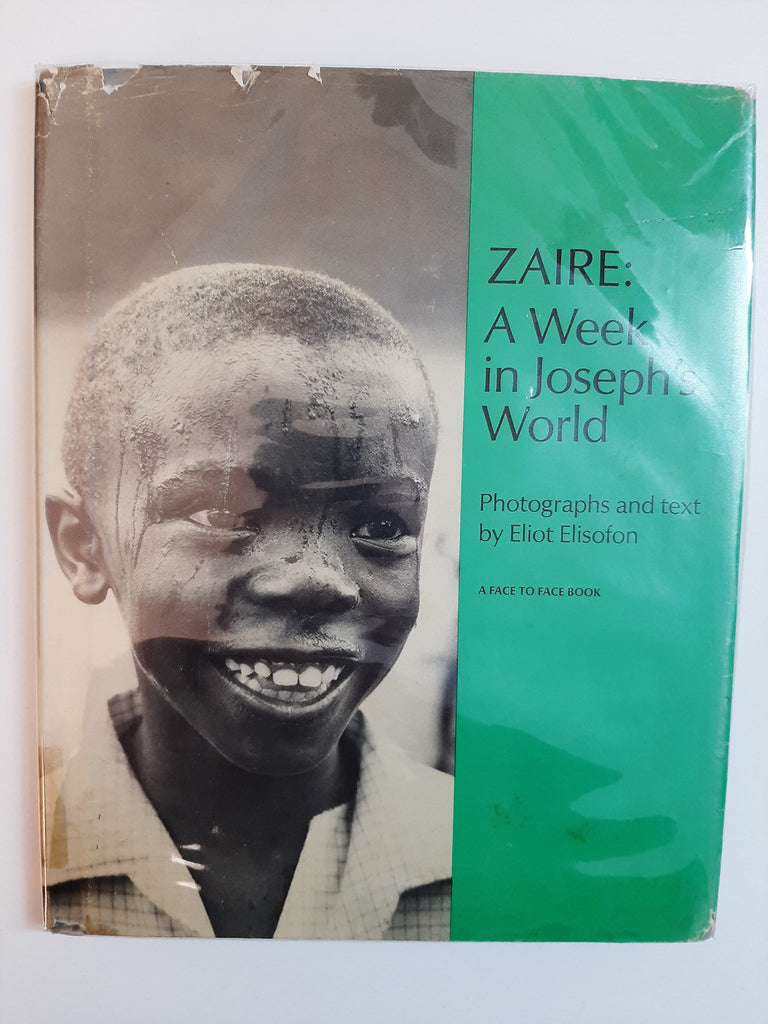 ZAIRE:
A Week
in Joseph's
World
Photographs and text
by Eliot Elisofon
A FACE TO FACE BOOK